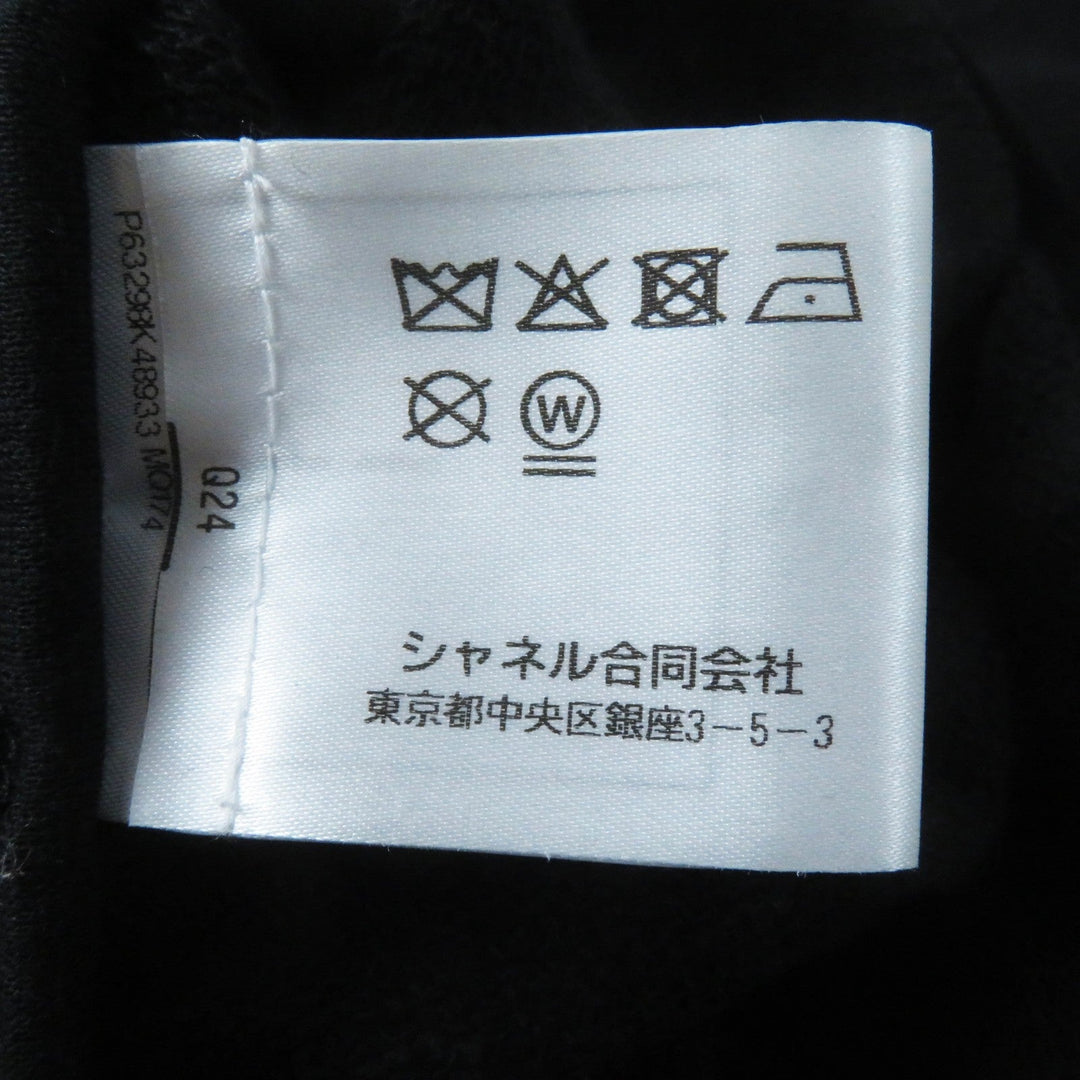 P63298K48933 M0174
Q24
W
シャネル合同会社
東京都中央区銀座3-5-3